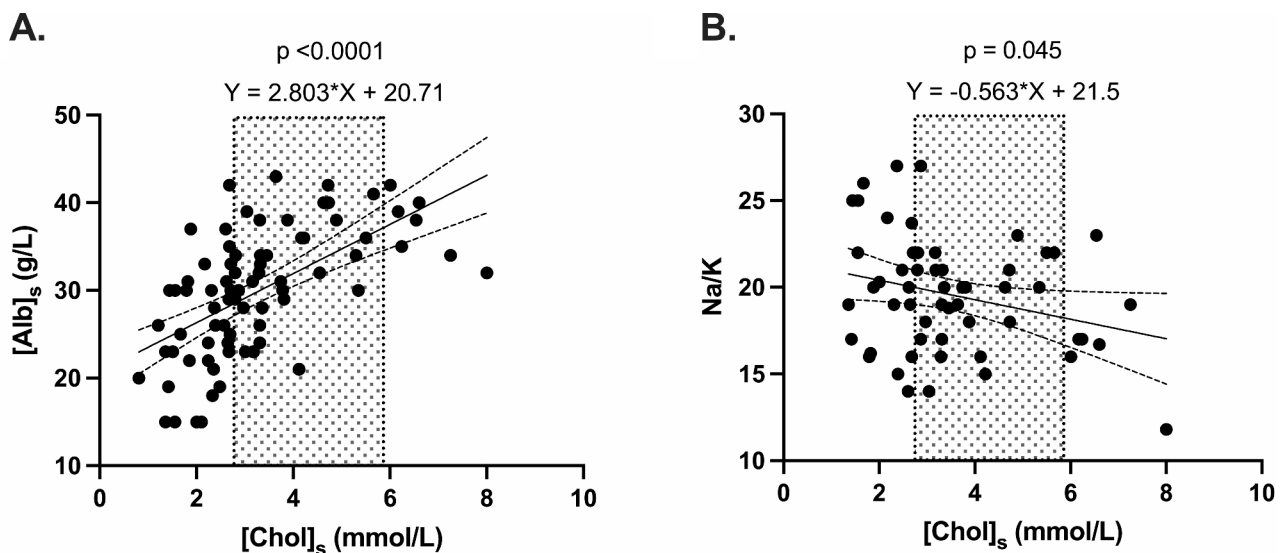 A.
p <0.0001
Y = 2.803*X + 20.71
50
40
30
20
10
0 2 4 6 8 10
[Alb]s (g/L)
[Chol]s (mmol/L)
B.
p = 0.045
Y = -0.563*X + 21.5
30
25
20
15
10
0 2 4 6 8 10
Na/K
[Chol]s (mmol/L)